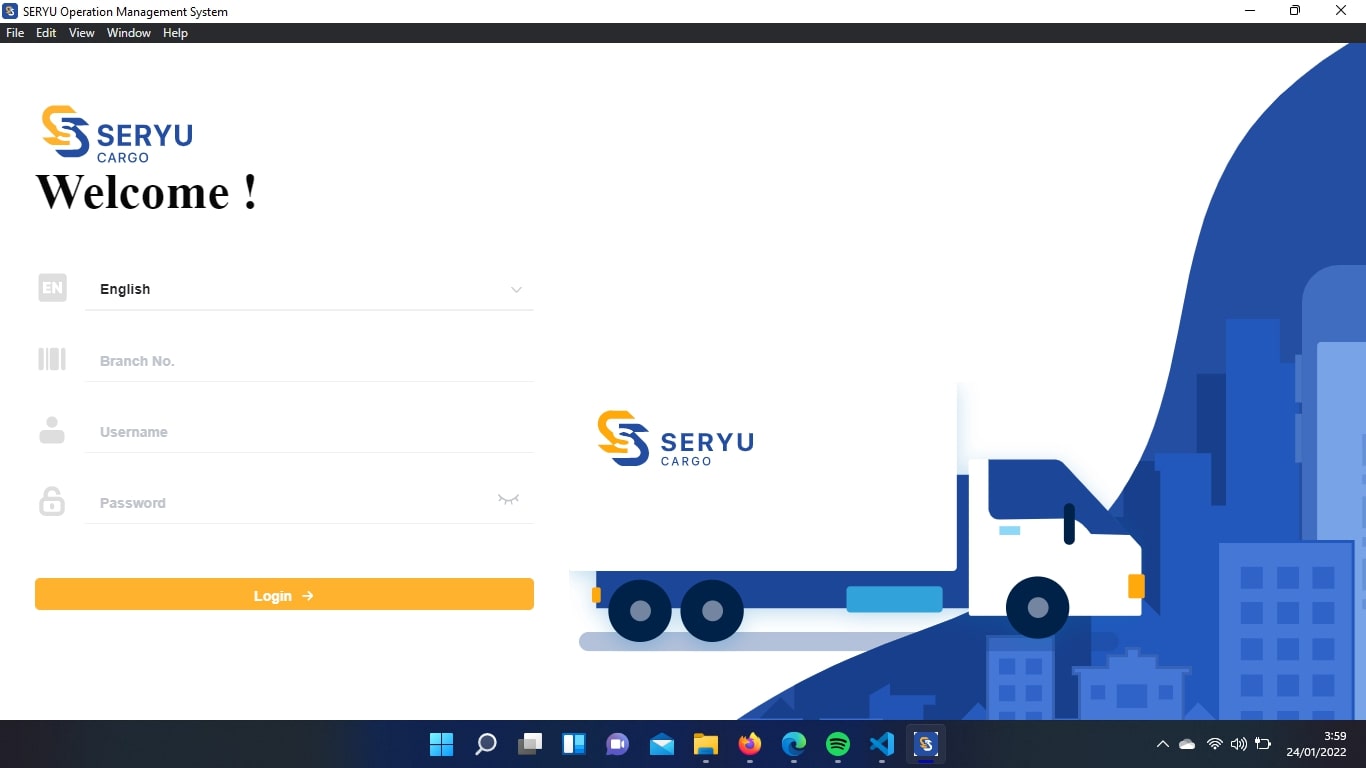 SERYU Operation Management System
File Edit View Window Help
SERYU
CARGO
Welcome !
EN English
Branch No.
Username
Password
Login
SERYU
CARGO
3:59
24/01/2022